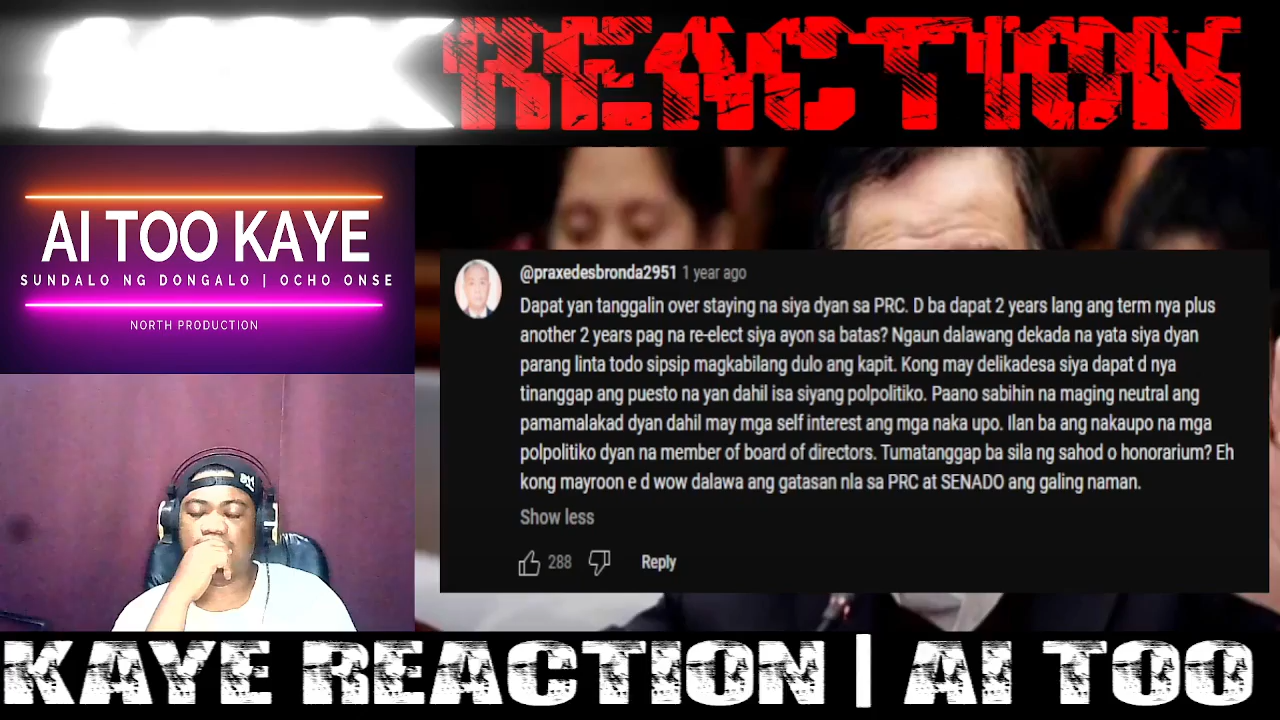 REACTION
AI TOO KAYE
SUNDALO NG DONGALO | OCHO ONSE
NORTH PRODUCTION
811
@praxedesbronda2951 1 year ago
Dapat yan tanggalin over staying na siya dyan sa PRC. D ba dapat 2 years lang ang term nya plus
another 2 years pag na re-elect siya ayon sa batas? Ngaun dalawang dekada na yata siya dyan
parang linta todo sipsip magkabilang dulo ang kapit. Kong may delikadesa siya dapat d nya
tinanggap ang puesto na yan dahil isa siyang polpolitiko. Paano sabihin na maging neutral ang
pamamalakad dyan dahil may mga self interest ang mga naka upo. Ilan ba ang nakaupo na mga
polpolitiko dyan na member of board of directors. Tumatanggap ba sila ng sahod o honorarium? Eh
kong mayroon e d wow dalawa ang gatasan nla sa PRC at SENADO ang galing naman.
Show less
288 Reply
KAYE REACTION | AI TOO